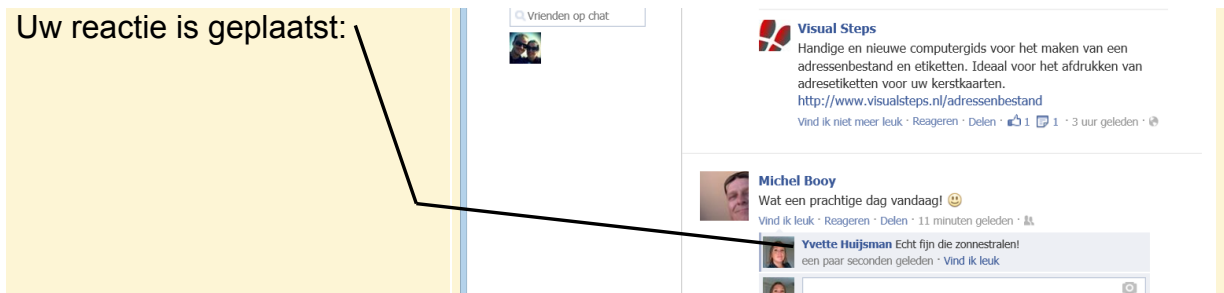 Uw reactie is geplaatst:
Vrienden op chat
Visual Steps
Handige en nieuwe computergids voor het maken van een
adressenbestand en etiketten. Ideaal voor het afdrukken van
adresetiketten voor uw kerstkaarten.
http://www.visualsteps.nl/adressenbestand
Vind ik niet meer leuk · Reageren · Delen · 1 1 · 3 uur geleden ·
Michel Booy
Wat een prachtige dag vandaag!
Vind ik leuk · Reageren · Delen · 11 minuten geleden ·
Yvette Huijsman Echt fijn die zonnestralen!
een paar seconden geleden · Vind ik leuk